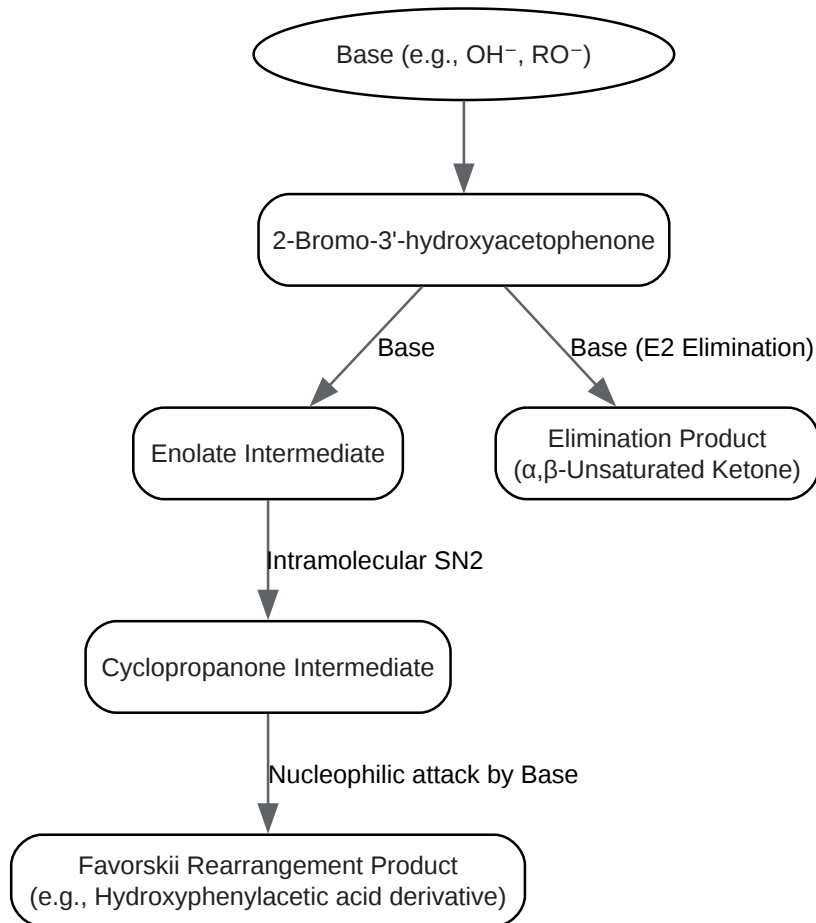 Base (e.g., OH⁻, RO⁻)
2-Bromo-3'-hydroxyacetophenone
Base
Base (E2 Elimination)
Enolate Intermediate
Elimination Product
(α,β-Unsaturated Ketone)
Intramolecular SN2
Cyclopropanone Intermediate
Nucleophilic attack by Base
Favorskii Rearrangement Product
(e.g., Hydroxyphenylacetic acid derivative)